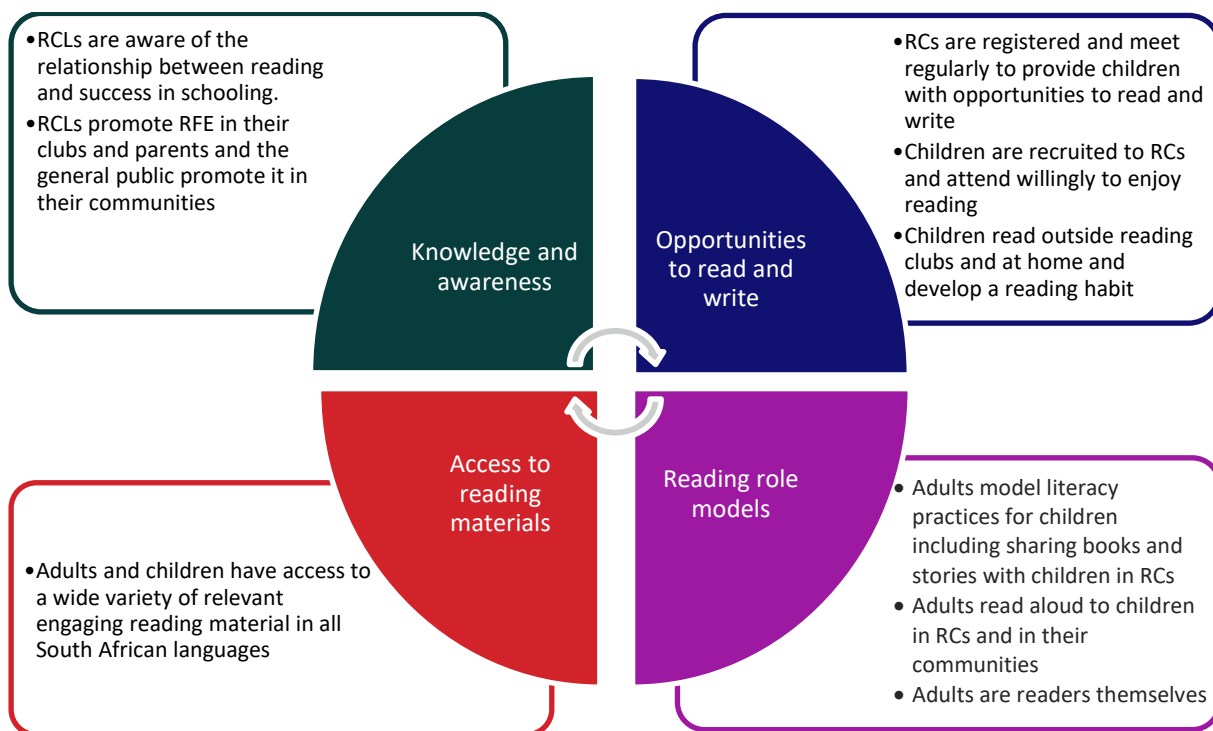 •RCLs are aware of the
relationship between reading
and success in schooling.
•RCLs promote RFE in their
clubs and parents and the
general public promote it in
their communities
•RCs are registered and meet
regularly to provide children
with opportunities to read and
write
•Children are recruited to RCs
and attend willingly to enjoy
reading
•Children read outside reading
clubs and at home and
develop a reading habit
Knowledge and
awareness
Opportunities
to read and
write
Access to
reading
materials
Reading role
models
•Adults and children have access to
a wide variety of relevant
engaging reading material in all
South African languages
• Adults model literacy
practices for children
including sharing books and
stories with children in RCs
• Adults read aloud to children
in RCs and in their
communities
• Adults are readers themselves